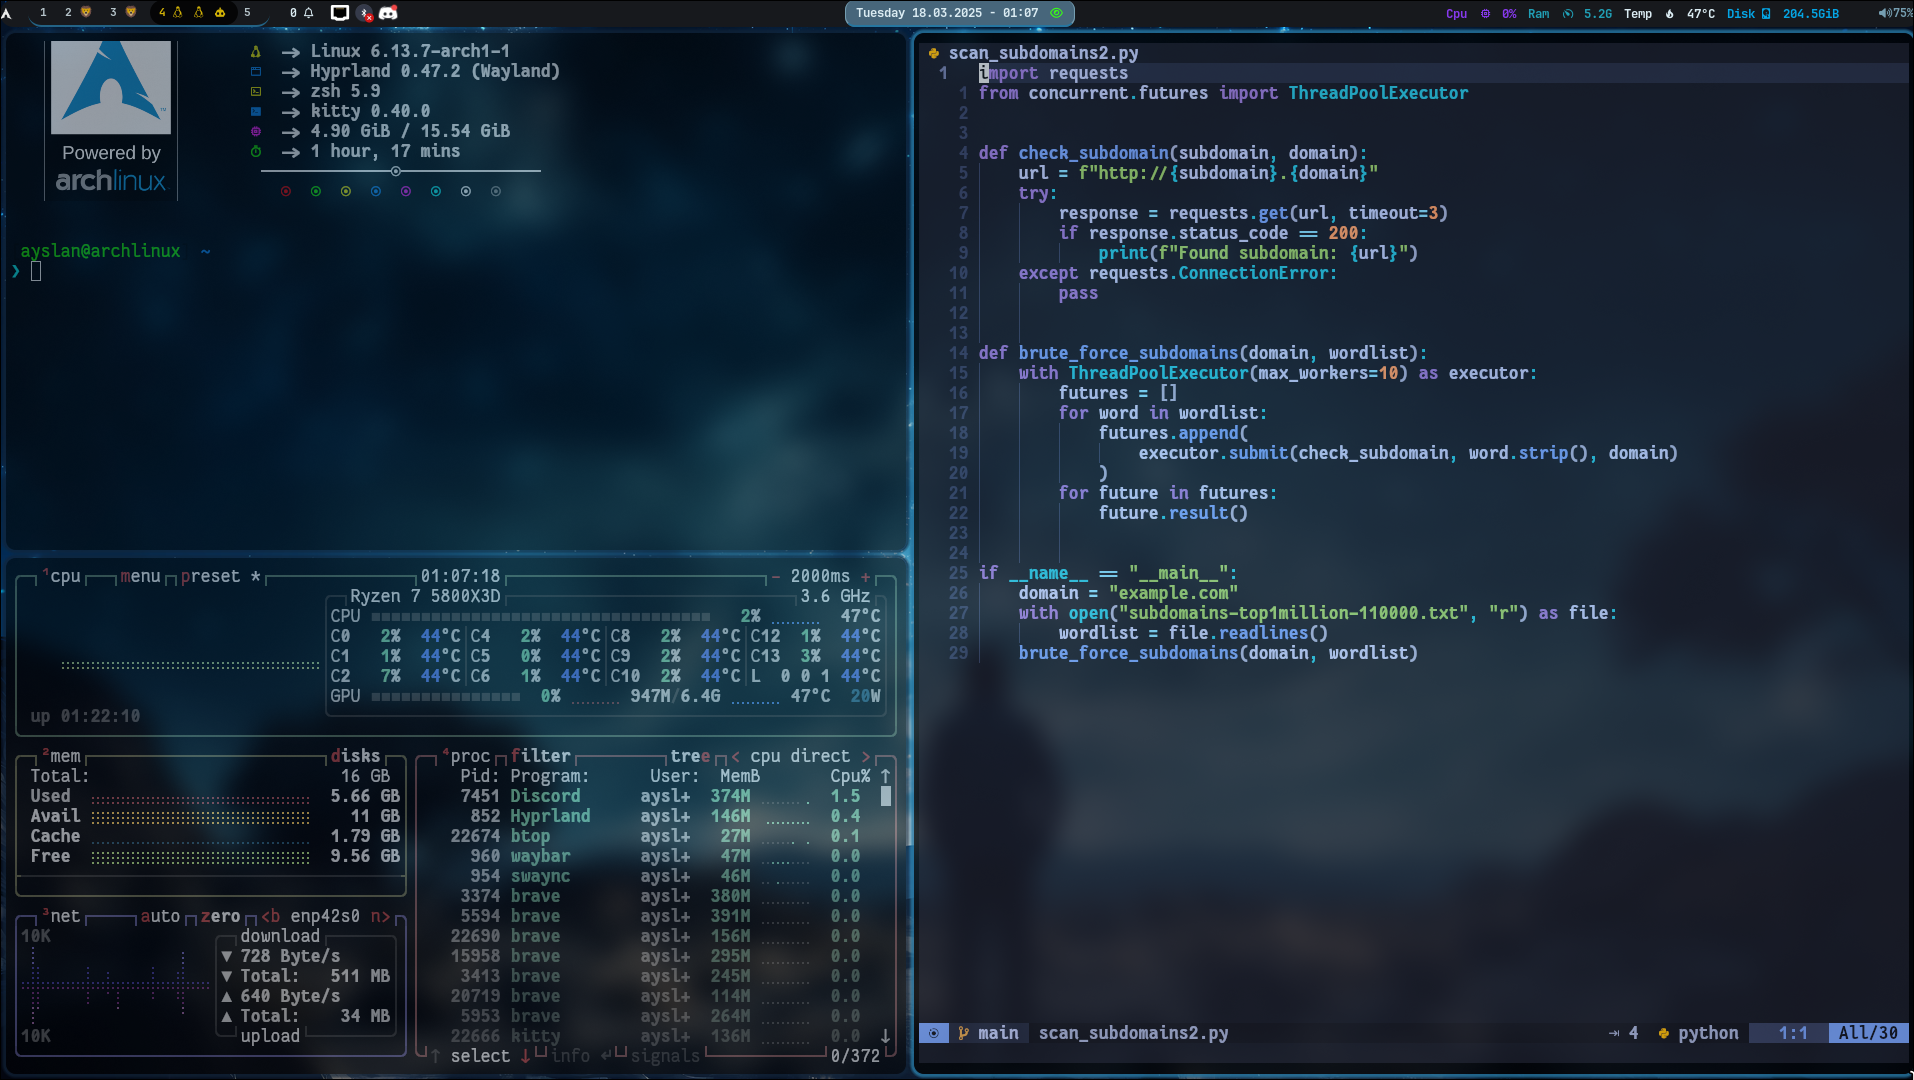 1 2 3 4 5 0
Tuesday 18.03.2025 - 01:07
Cpu 0% Ram 5.2G Temp 47°C Disk 204.5GiB 75%
Powered by
archlinux
Linux 6.13.7-arch1-1
Hyprland 0.47.2 (Wayland)
zsh 5.9
kitty 0.40.0
4.90 GiB / 15.54 GiB
1 hour, 17 mins
ayslan@archlinux ~
❯
¹cpu menu preset * 01:07:18 - 2000ms +
Ryzen 7 5800X3D 3.6 GHz
CPU 2% 47°C
C0 2% 44°C C4 2% 44°C C8 2% 44°C C12 1% 44°C
C1 1% 44°C C5 0% 44°C C9 2% 44°C C13 3% 44°C
C2 7% 44°C C6 1% 44°C C10 2% 44°C L 0 0 1 44°C
GPU 0% 947M/6.4G 47°C 20W
up 01:22:10
²mem disks
Total: 16 GB
Used 5.66 GB
Avail 11 GB
Cache 1.79 GB
Free 9.56 GB
³net auto zero <b enp42s0 n>
10K
download
▼ 728 Byte/s
▼ Total: 511 MB
▲ 640 Byte/s
▲ Total: 34 MB
upload
10K
⁴proc filter tree < cpu direct >
Pid: Program: User: MemB Cpu% ↑
7451 Discord aysl+ 374M 1.5
852 Hyprland aysl+ 146M 0.4
22674 btop aysl+ 27M 0.1
960 waybar aysl+ 47M 0.0
954 swaync aysl+ 46M 0.0
3374 brave aysl+ 380M 0.0
5594 brave aysl+ 391M 0.0
22690 brave aysl+ 156M 0.0
15958 brave aysl+ 295M 0.0
3413 brave aysl+ 245M 0.0
20719 brave aysl+ 114M 0.0
5953 brave aysl+ 264M 0.0
22666 kitty aysl+ 136M 0.0 ↓
↑ select ↓ info ↵ signals 0/372
scan_subdomains2.py
1 import requests
1 from concurrent.futures import ThreadPoolExecutor
2
3
4 def check_subdomain(subdomain, domain):
5     url = f"http://{subdomain}.{domain}"
6     try:
7         response = requests.get(url, timeout=3)
8         if response.status_code == 200:
9             print(f"Found subdomain: {url}")
10     except requests.ConnectionError:
11         pass
12
13
14 def brute_force_subdomains(domain, wordlist):
15     with ThreadPoolExecutor(max_workers=10) as executor:
16         futures = []
17         for word in wordlist:
18             futures.append(
19                 executor.submit(check_subdomain, word.strip(), domain)
20             )
21         for future in futures:
22             future.result()
23
24
25 if __name__ == "__main__":
26     domain = "example.com"
27     with open("subdomains-top1million-110000.txt", "r") as file:
28         wordlist = file.readlines()
29     brute_force_subdomains(domain, wordlist)
main scan_subdomains2.py ⇥ 4 python 1:1 All/30